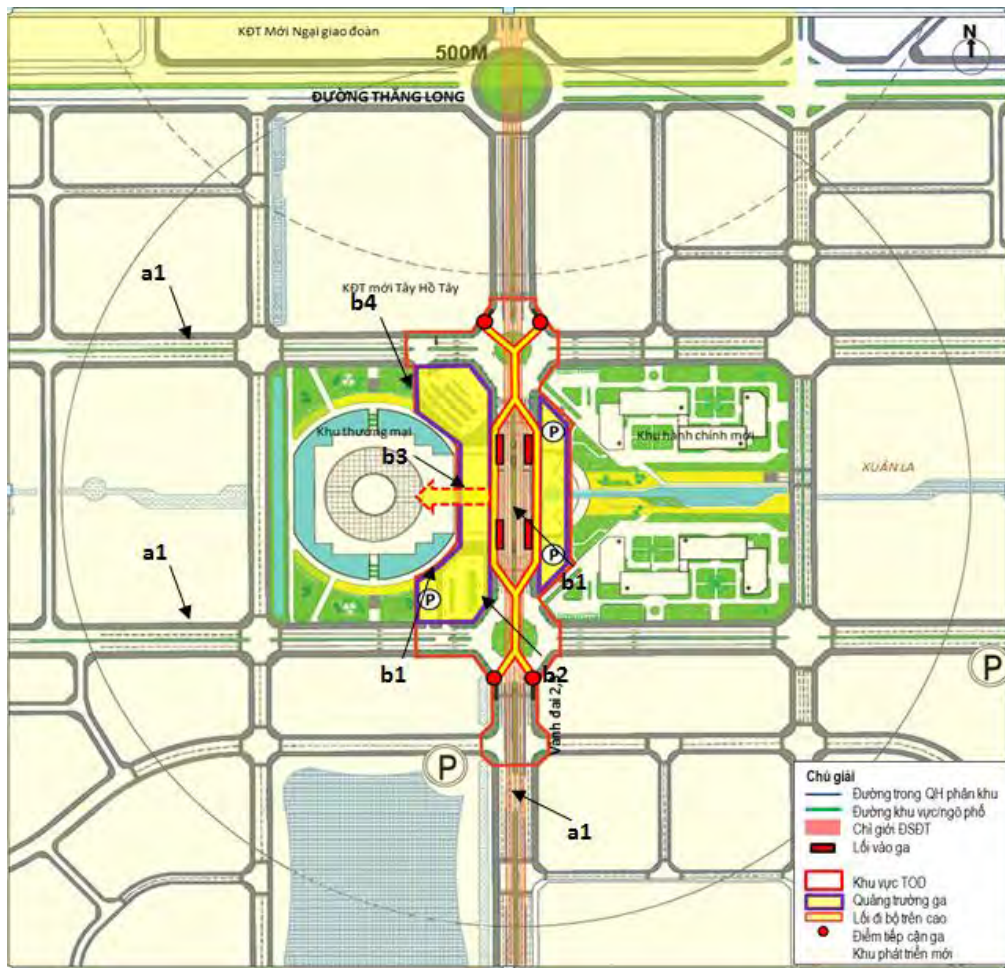 KĐT Mới Ngại giao đoàn
N
500M
ĐƯỜNG THĂNG LONG
a1
KĐT mới Tây Hồ Tây
b4
Khu thương mại
P
Khu hành chính mới
b3
XUÂN LA
a1
P
b1
P
b1
b2
P
Vành đai 2,
P
a1
Chú giải
Đường trong QH phân khu
Đường khu vực/ngõ phố
Chỉ giới ĐSĐT
Lối vào ga
Khu vực TOD
Quảng trường ga
Lối đi bộ trên cao
Điểm tiếp cận ga
Khu phát triển mới